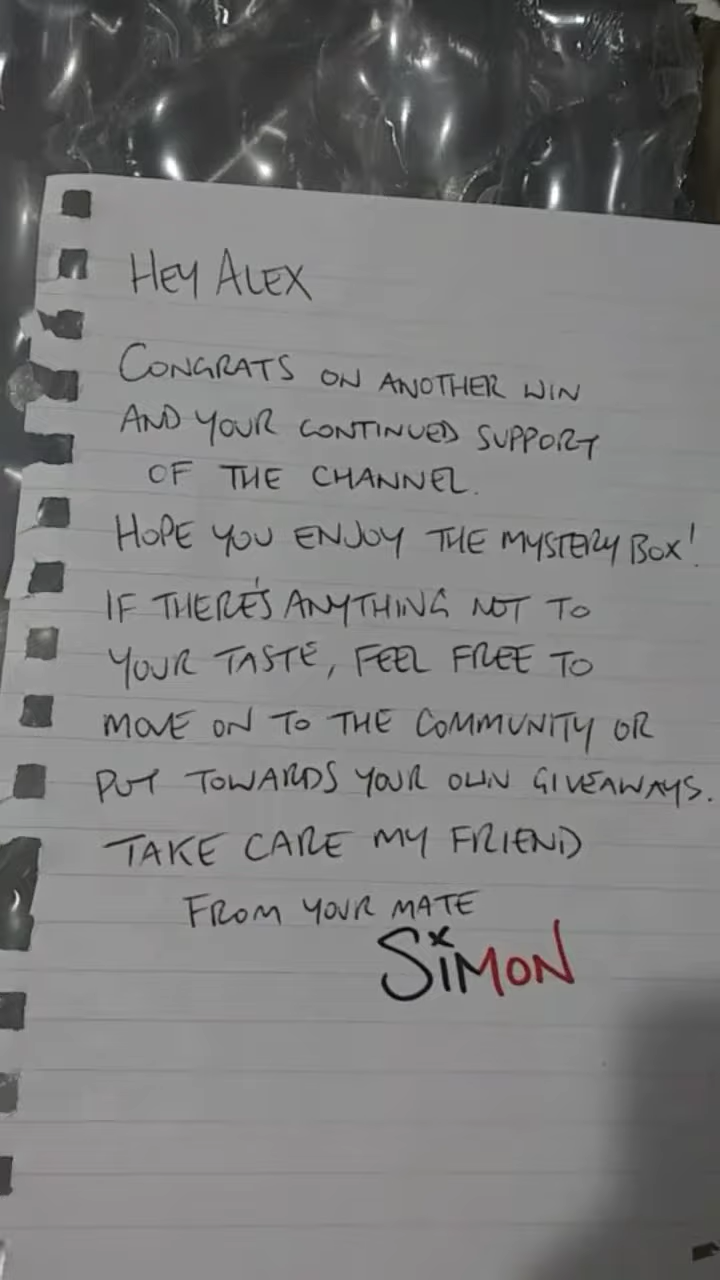 HEY ALEX
CONGRATS ON ANOTHER WIN
AND YOUR CONTINUED SUPPORT
OF THE CHANNEL.
HOPE YOU ENJOY THE MYSTERY BOX!
IF THERE'S ANYTHING NOT TO
YOUR TASTE, FEEL FREE TO
MOVE ON TO THE COMMUNITY OR
PUT TOWARDS YOUR OWN GIVEAWAYS.
TAKE CARE MY FRIEND
FROM YOUR MATE
SiMON